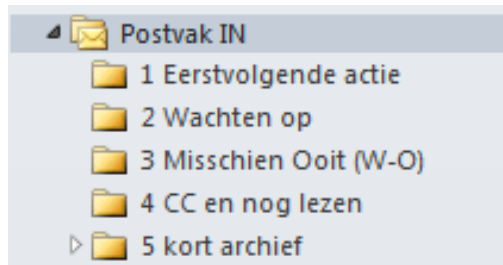 Postvak IN
1 Eerstvolgende actie
2 Wachten op
3 Misschien Ooit (W-O)
4 CC en nog lezen
5 kort archief